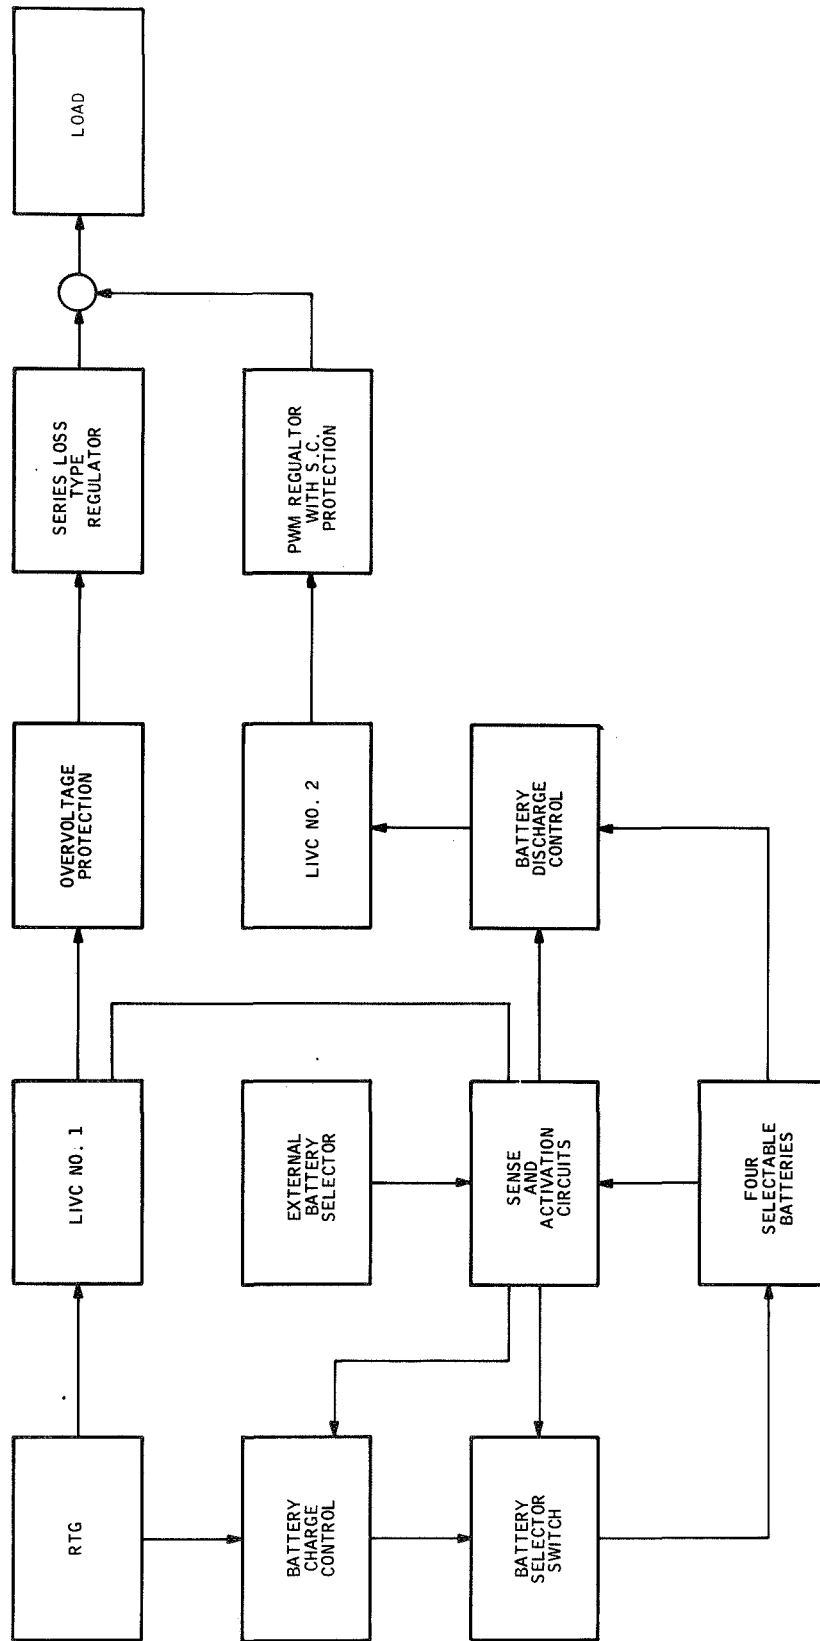 RTG
LIVC NO. 1
OVERVOLTAGE
PROTECTION
SERIES LOSS
TYPE
REGULATOR
LOAD
BATTERY
CHARGE
CONTROL
EXTERNAL
BATTERY
SELECTOR
LIVC NO. 2
PWM REGUALTOR
WITH S.C.
PROTECTION
BATTERY
SELECTOR
SWITCH
SENSE
AND
ACTIVATION
CIRCUITS
BATTERY
DISCHARGE
CONTROL
FOUR
SELECTABLE
BATTERIES